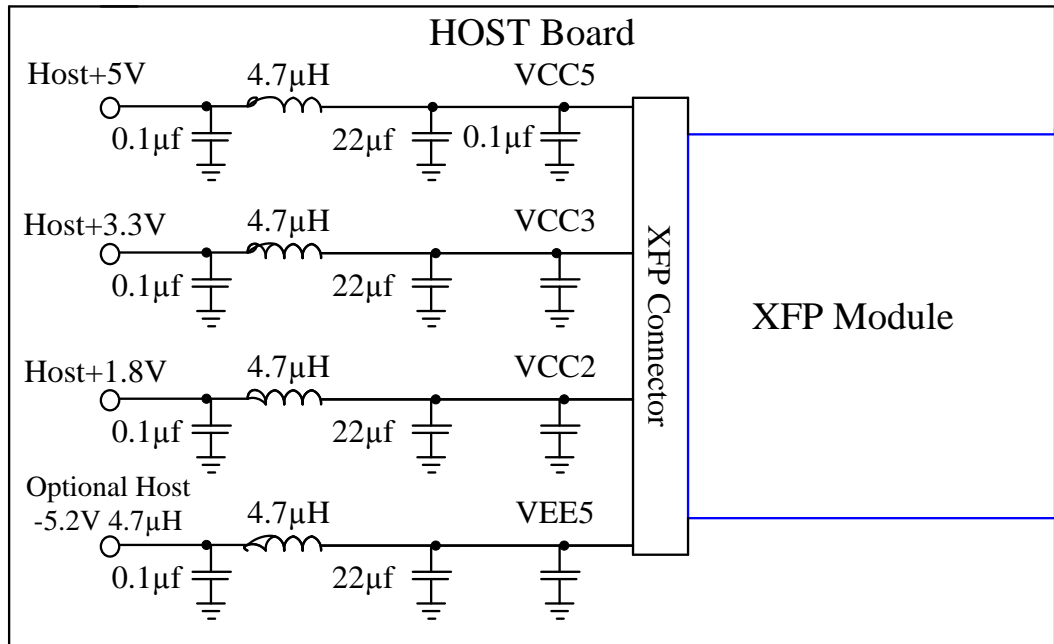 HOST Board
Host+5V
4.7µH
VCC5
0.1µf
22µf
0.1µf
Host+3.3V
4.7µH
VCC3
0.1µf
22µf
XFP Connector
XFP Module
Host+1.8V
4.7µH
VCC2
0.1µf
22µf
Optional Host
-5.2V 4.7µH
4.7µH
VEE5
0.1µf
22µf